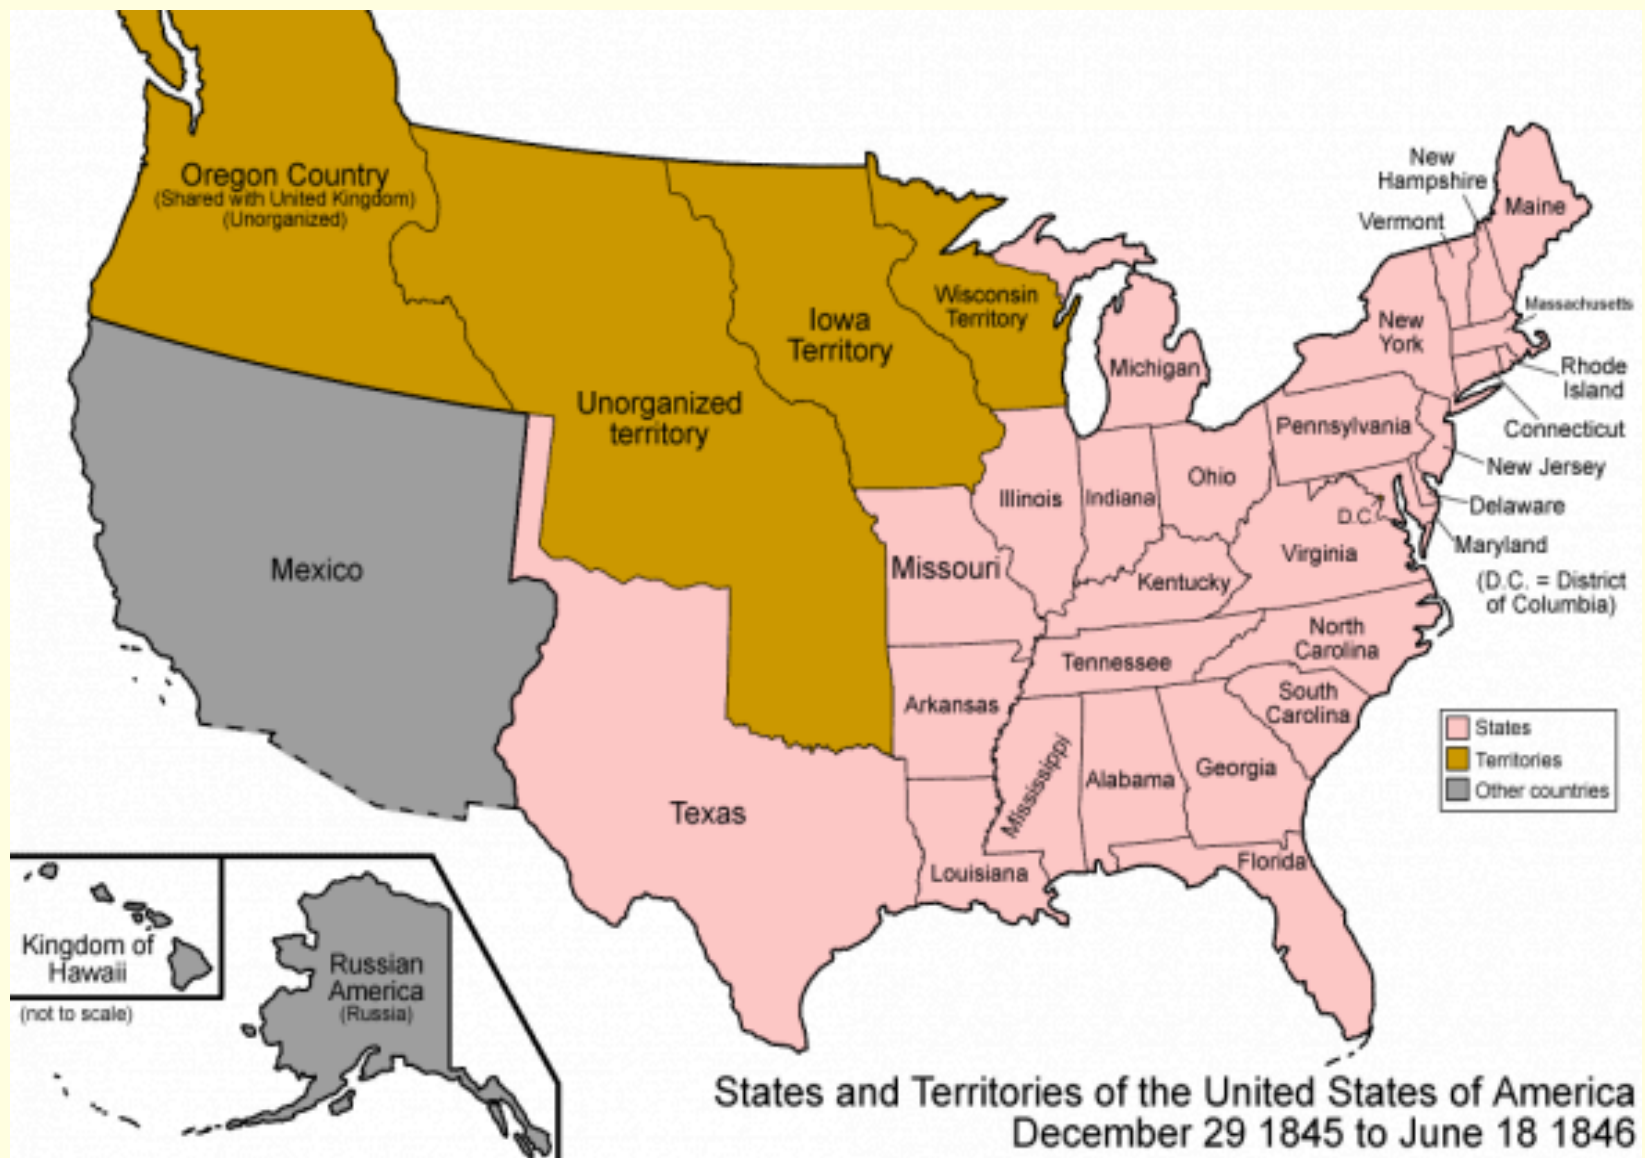 Oregon Country
(Shared with United Kingdom)
(Unorganized)
New
Hampshire
Maine
Vermont
Wisconsin
Territory
Iowa
Territory
Massachusetts
New
York
Michigan
Rhode
Island
Unorganized
territory
Pennsylvania
Connecticut
New Jersey
Ohio
Illinois
Indiana
Delaware
D.C.
Maryland
Virginia
Mexico
Missouri
Kentucky
(D.C. = District
of Columbia)
North
Carolina
Tennessee
South
Carolina
Arkansas
Mississippi
Alabama
Georgia
States
Territories
Other countries
Texas
Louisiana
Florida
Kingdom of
Hawaii
(not to scale)
Russian
America
(Russia)
States and Territories of the United States of America
December 29 1845 to June 18 1846